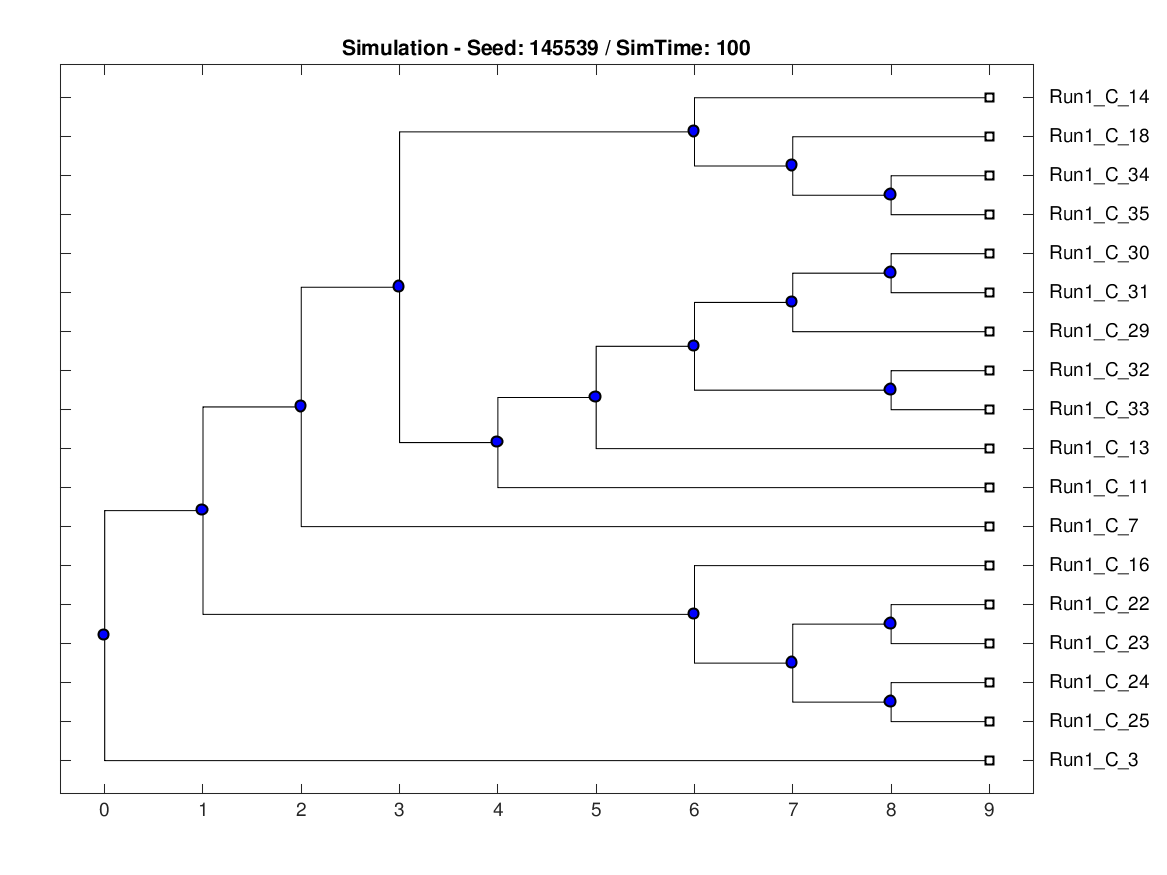 Simulation - Seed: 145539 / SimTime: 100
Run1_C_14
Run1_C_18
Run1_C_34
Run1_C_35
Run1_C_30
Run1_C_31
Run1_C_29
Run1_C_32
Run1_C_33
Run1_C_13
Run1_C_11
Run1_C_7
Run1_C_16
Run1_C_22
Run1_C_23
Run1_C_24
Run1_C_25
Run1_C_3
0 1 2 3 4 5 6 7 8 9